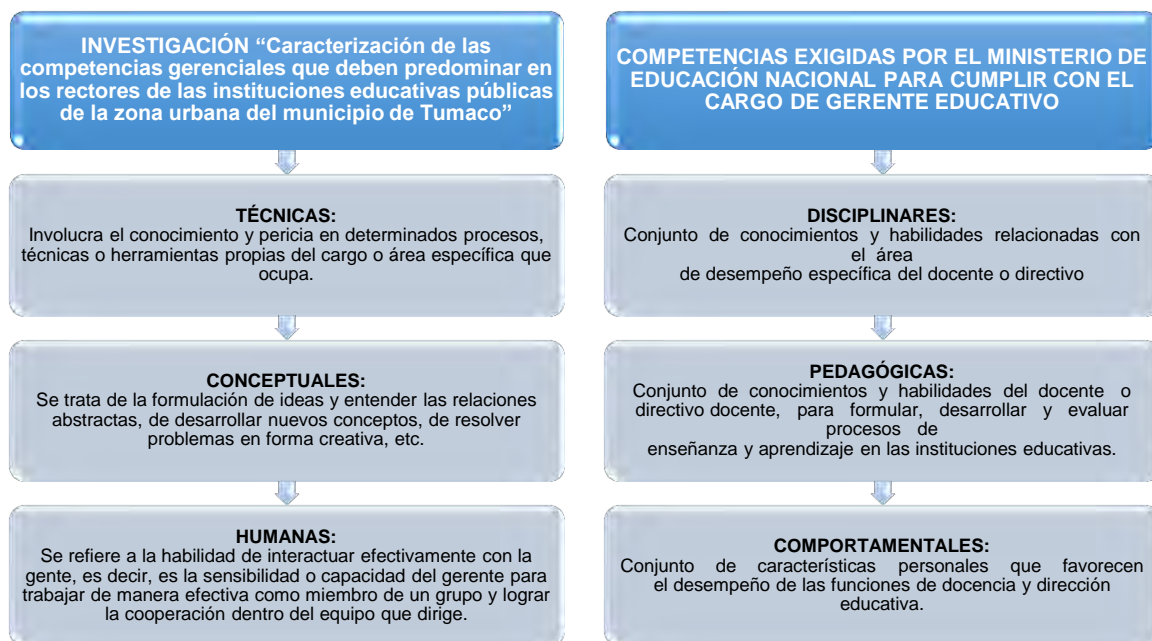 INVESTIGACIÓN “Caracterización de las
competencias gerenciales que deben predominar en
los rectores de las instituciones educativas públicas
de la zona urbana del municipio de Tumaco”
TÉCNICAS:
Involucra el conocimiento y pericia en determinados procesos,
técnicas o herramientas propias del cargo o área específica que
ocupa.
CONCEPTUALES:
Se trata de la formulación de ideas y entender las relaciones
abstractas, de desarrollar nuevos conceptos, de resolver
problemas en forma creativa, etc.
HUMANAS:
Se refiere a la habilidad de interactuar efectivamente con la
gente, es decir, es la sensibilidad o capacidad del gerente para
trabajar de manera efectiva como miembro de un grupo y lograr
la cooperación dentro del equipo que dirige.
COMPETENCIAS EXIGIDAS POR EL MINISTERIO DE
EDUCACIÓN NACIONAL PARA CUMPLIR CON EL
CARGO DE GERENTE EDUCATIVO
DISCIPLINARES:
Conjunto de conocimientos y habilidades relacionadas con
el área
de desempeño específica del docente o directivo
PEDAGÓGICAS:
Conjunto de conocimientos y habilidades del docente o
directivo docente, para formular, desarrollar y evaluar
procesos de
enseñanza y aprendizaje en las instituciones educativas.
COMPORTAMENTALES:
Conjunto de características personales que favorecen
el desempeño de las funciones de docencia y dirección
educativa.